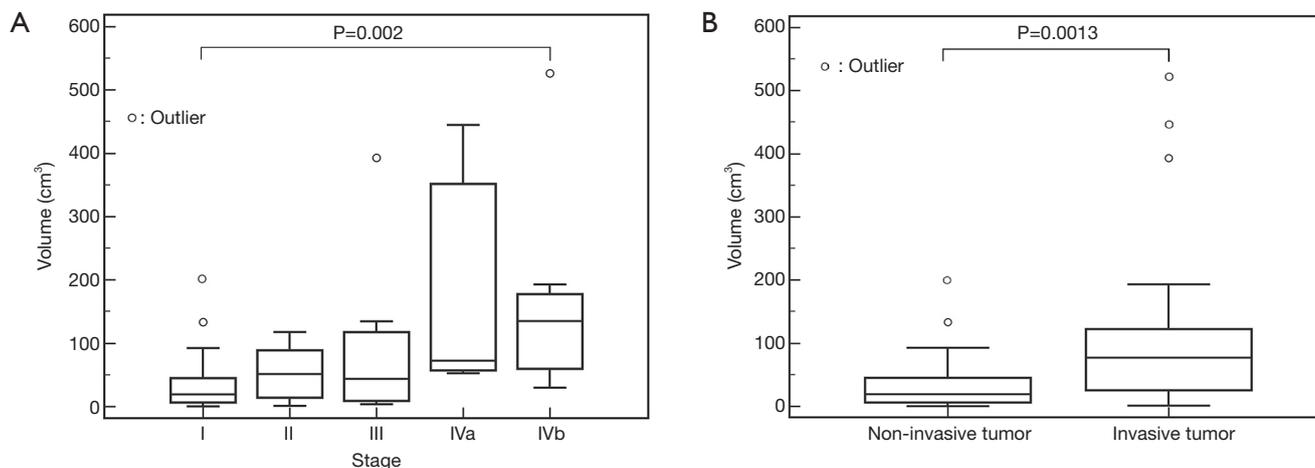 A
600
500
400
300
200
100
0
Volume (cm³)
P=0.002
: Outlier
I II III IVa IVb
Stage
B
600
500
400
300
200
100
0
Volume (cm³)
P=0.0013
: Outlier
Non-invasive tumor Invasive tumor